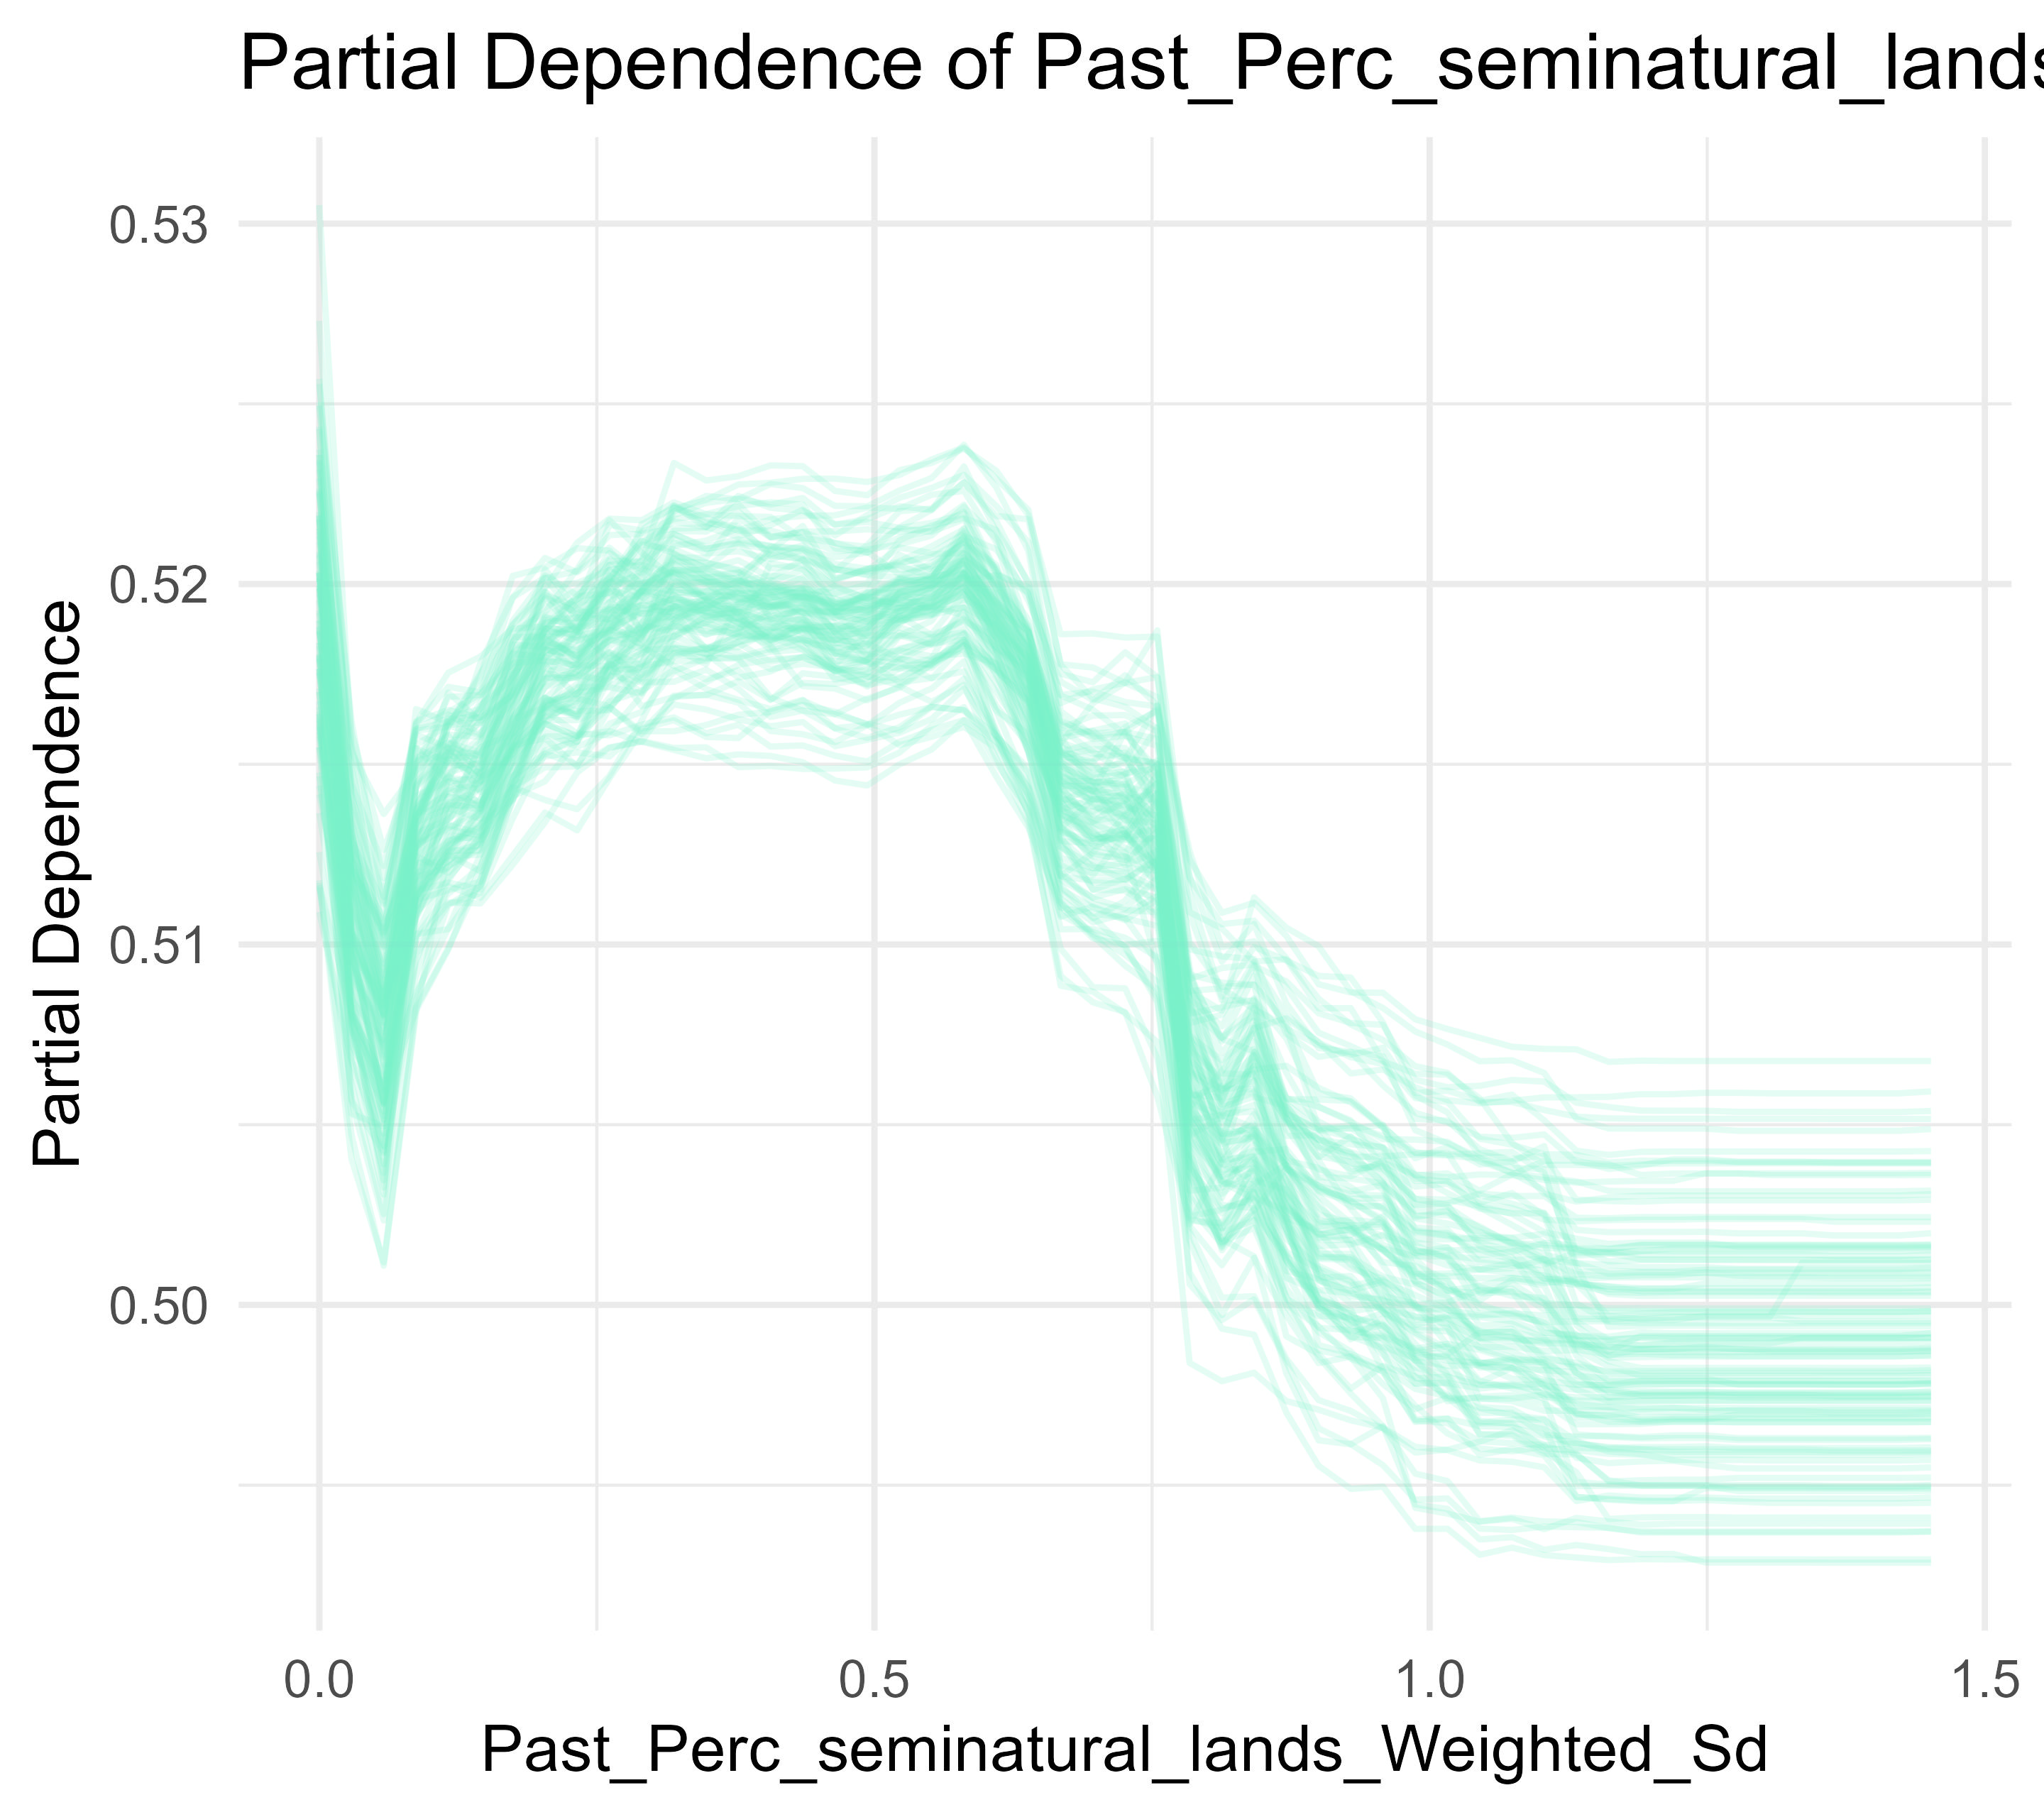 Partial Dependence of Past_Perc_seminatural_lands
0.53
0.52
0.51
0.50
Partial Dependence
0.0 0.5 1.0 1.5
Past_Perc_seminatural_lands_Weighted_Sd